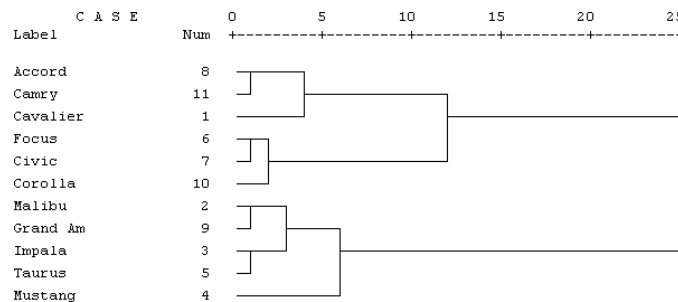 C A S E 0 5 10 15 20 25
Label Num
Accord 8
Camry 11
Cavalier 1
Focus 6
Civic 7
Corolla 10
Malibu 2
Grand Am 9
Impala 3
Taurus 5
Mustang 4